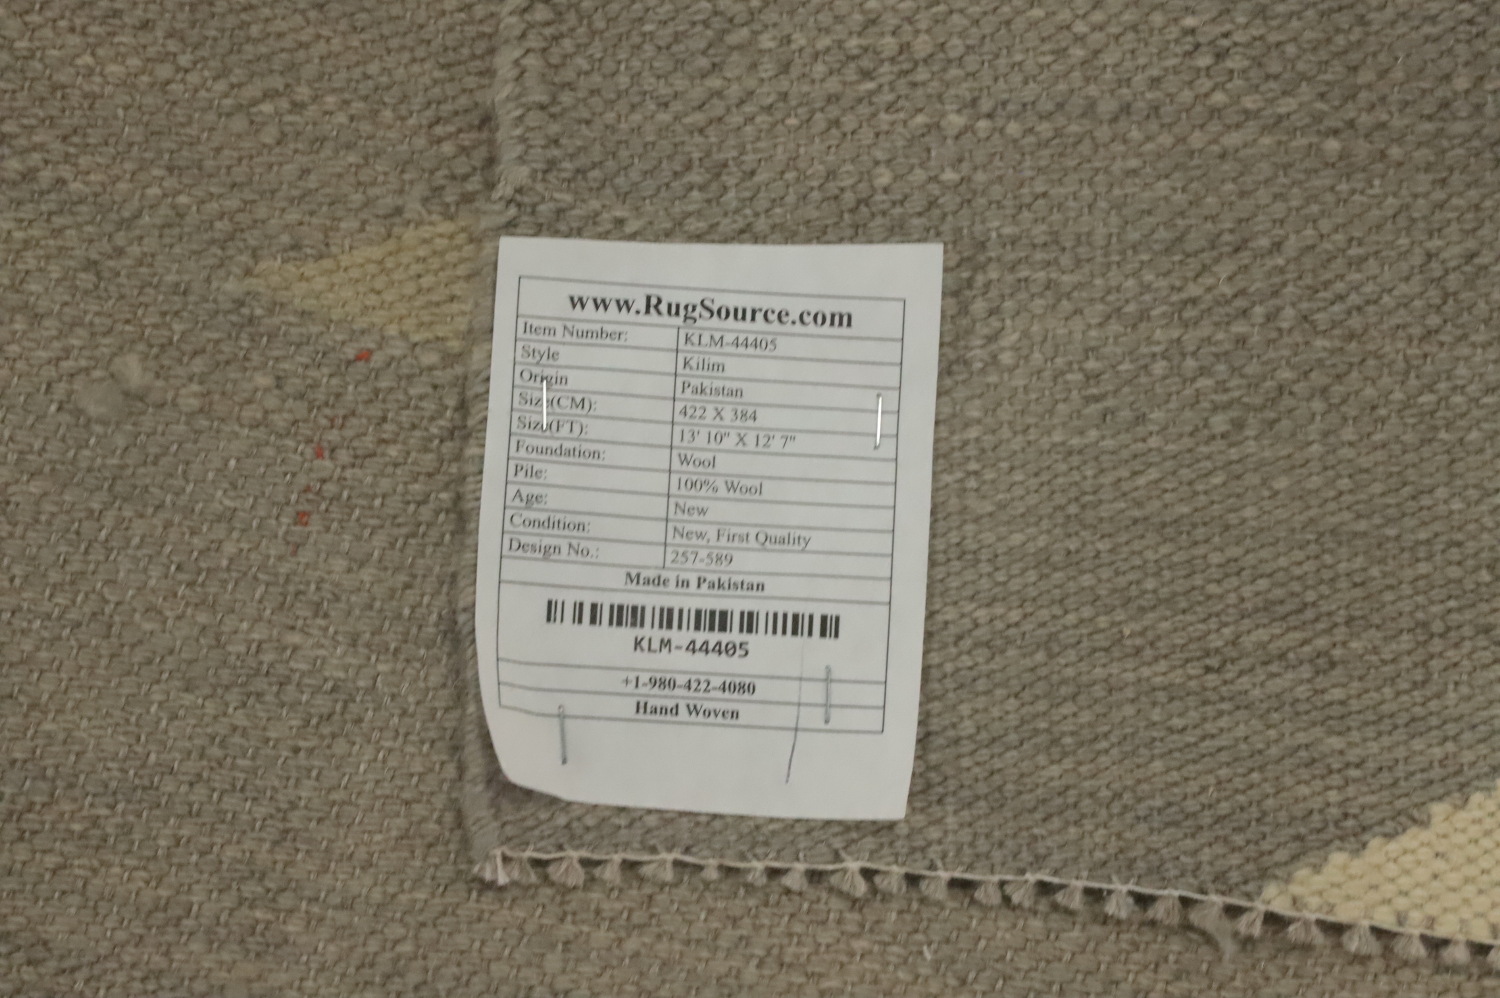 www.RugSource.com
Item Number: KLM-44405
Style Kilim
Origin Pakistan
Size(CM): 422 X 384
Size(FT): 13' 10" X 12' 7"
Foundation: Wool
Pile: 100% Wool
Age: New
Condition: New, First Quality
Design No.: 257-589
Made in Pakistan
KLM-44405
+1-980-422-4080
Hand Woven